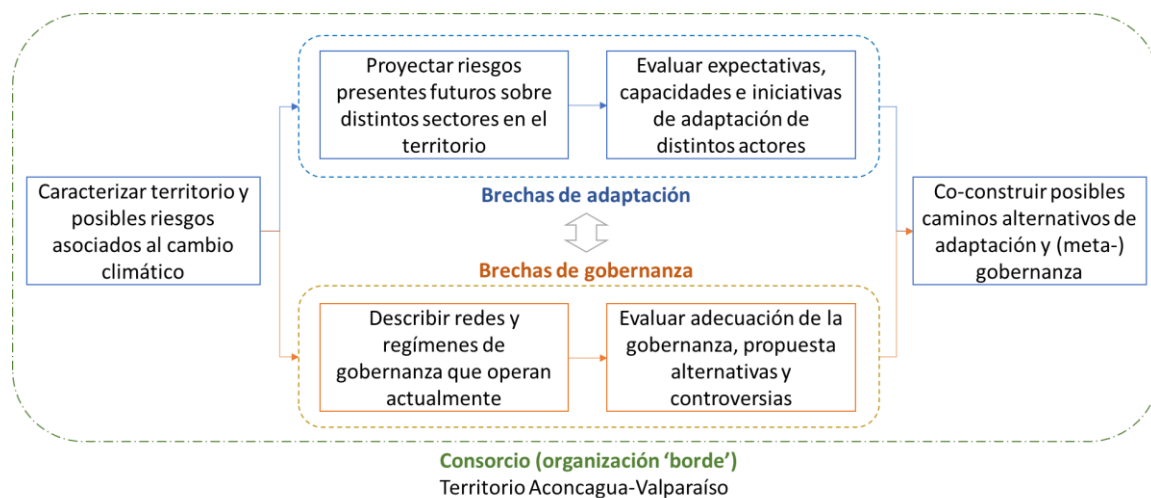 Proyectar riesgos
presentes futuros sobre
distintos sectores en el
territorio
Evaluar expectativas,
capacidades e iniciativas
de adaptación de
distintos actores
Brechas de adaptación
Caracterizar territorio y
posibles riesgos
asociados al cambio
climático
Co-construir posibles
caminos alternativos de
adaptación y (meta-)
gobernanza
Brechas de gobernanza
Describir redes y
regímenes de
gobernanza que operan
actualmente
Evaluar adecuación de la
gobernanza, propuesta
alternativas y
controversias
Consorcio (organización ‘borde’)
Territorio Aconcagua-Valparaíso